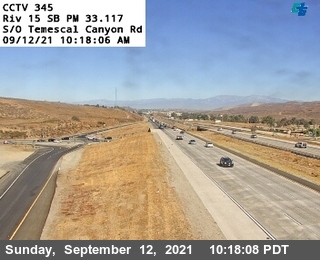 CCTV 345
Riv 15 SB PM 33.117
S/O Temescal Canyon Rd
09/12/21 10:18:06 AM
Sunday, September 12, 2021 10:18:08 PDT